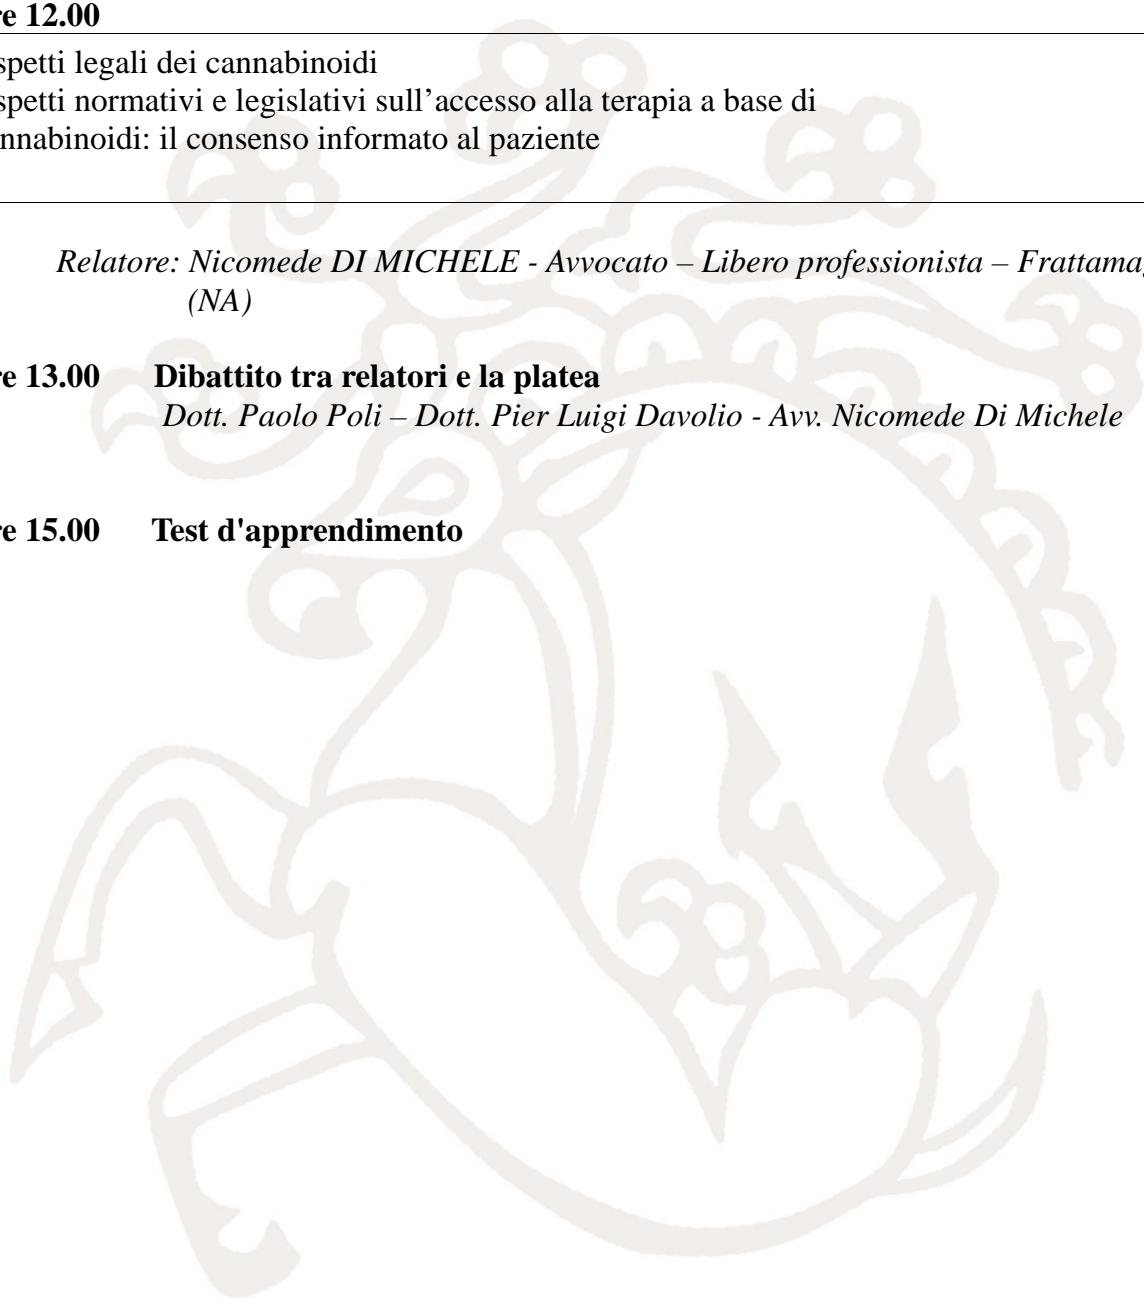 re 12.00
spetti legali dei cannabinoidi
spetti normativi e legislativi sull’accesso alla terapia a base di
nnabinoidi: il consenso informato al paziente
Relatore: Nicomede DI MICHELE - Avvocato – Libero professionista – Frattama
(NA)
re 13.00 Dibattito tra relatori e la platea
Dott. Paolo Poli – Dott. Pier Luigi Davolio - Avv. Nicomede Di Michele
re 15.00 Test d'apprendimento